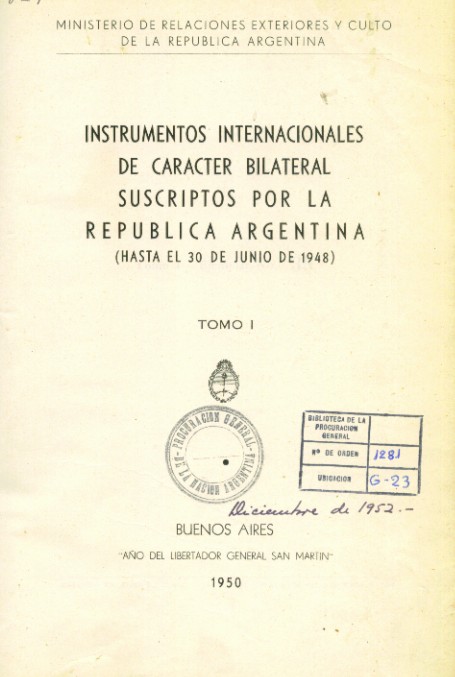 MINISTERIO DE RELACIONES EXTERIORES Y CULTO
DE LA REPUBLICA ARGENTINA
INSTRUMENTOS INTERNACIONALES
DE CARACTER BILATERAL
SUSCRIPTOS POR LA
REPUBLICA ARGENTINA
(HASTA EL 30 DE JUNIO DE 1948)
TOMO I
PROCURACION GENERAL
DE LA NACION
BIBLIOTECA DE LA
PROCURACION
GENERAL
Nº DE ORDEN 1281
UBICACION G-23
Diciembre de 1952.-
BUENOS AIRES
"AÑO DEL LIBERTADOR GENERAL SAN MARTIN"
1950